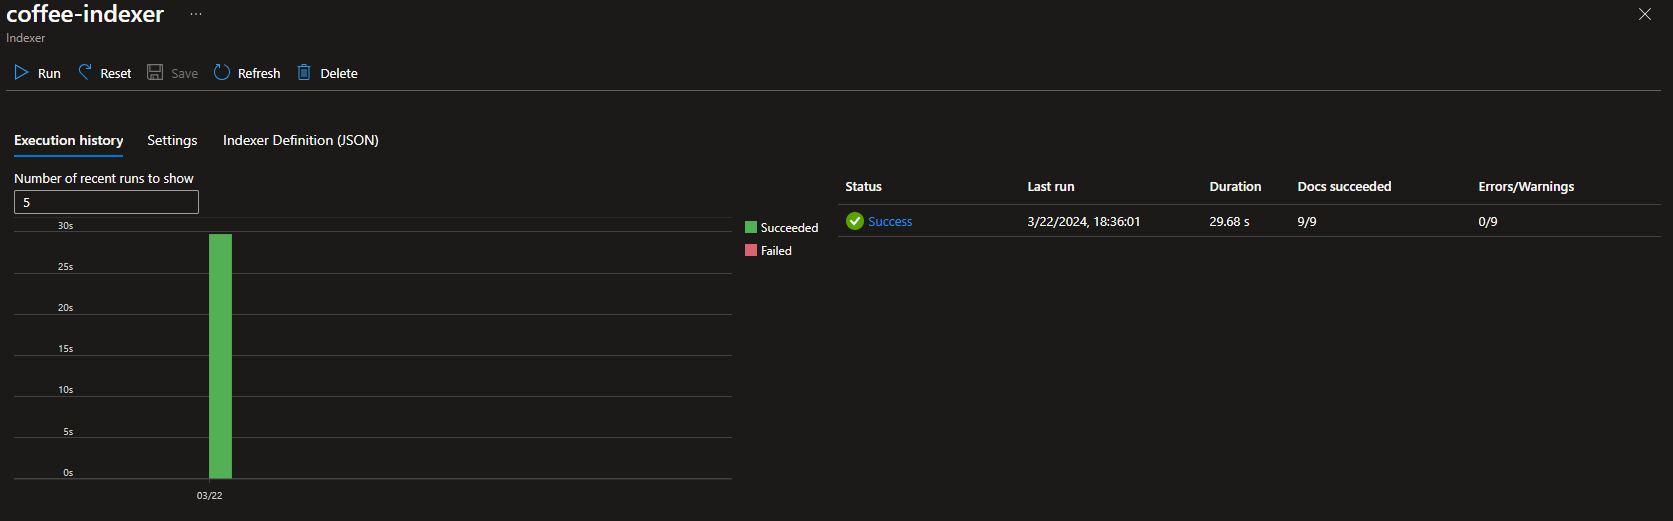 coffee-indexer ...
Indexer
Run Reset Save Refresh Delete
Execution history Settings Indexer Definition (JSON)
Number of recent runs to show
5
30s
25s
20s
15s
10s
5s
0s
03/22
Succeeded
Failed
Status Last run Duration Docs succeeded Errors/Warnings
Success 3/22/2024, 18:36:01 29.68 s 9/9 0/9